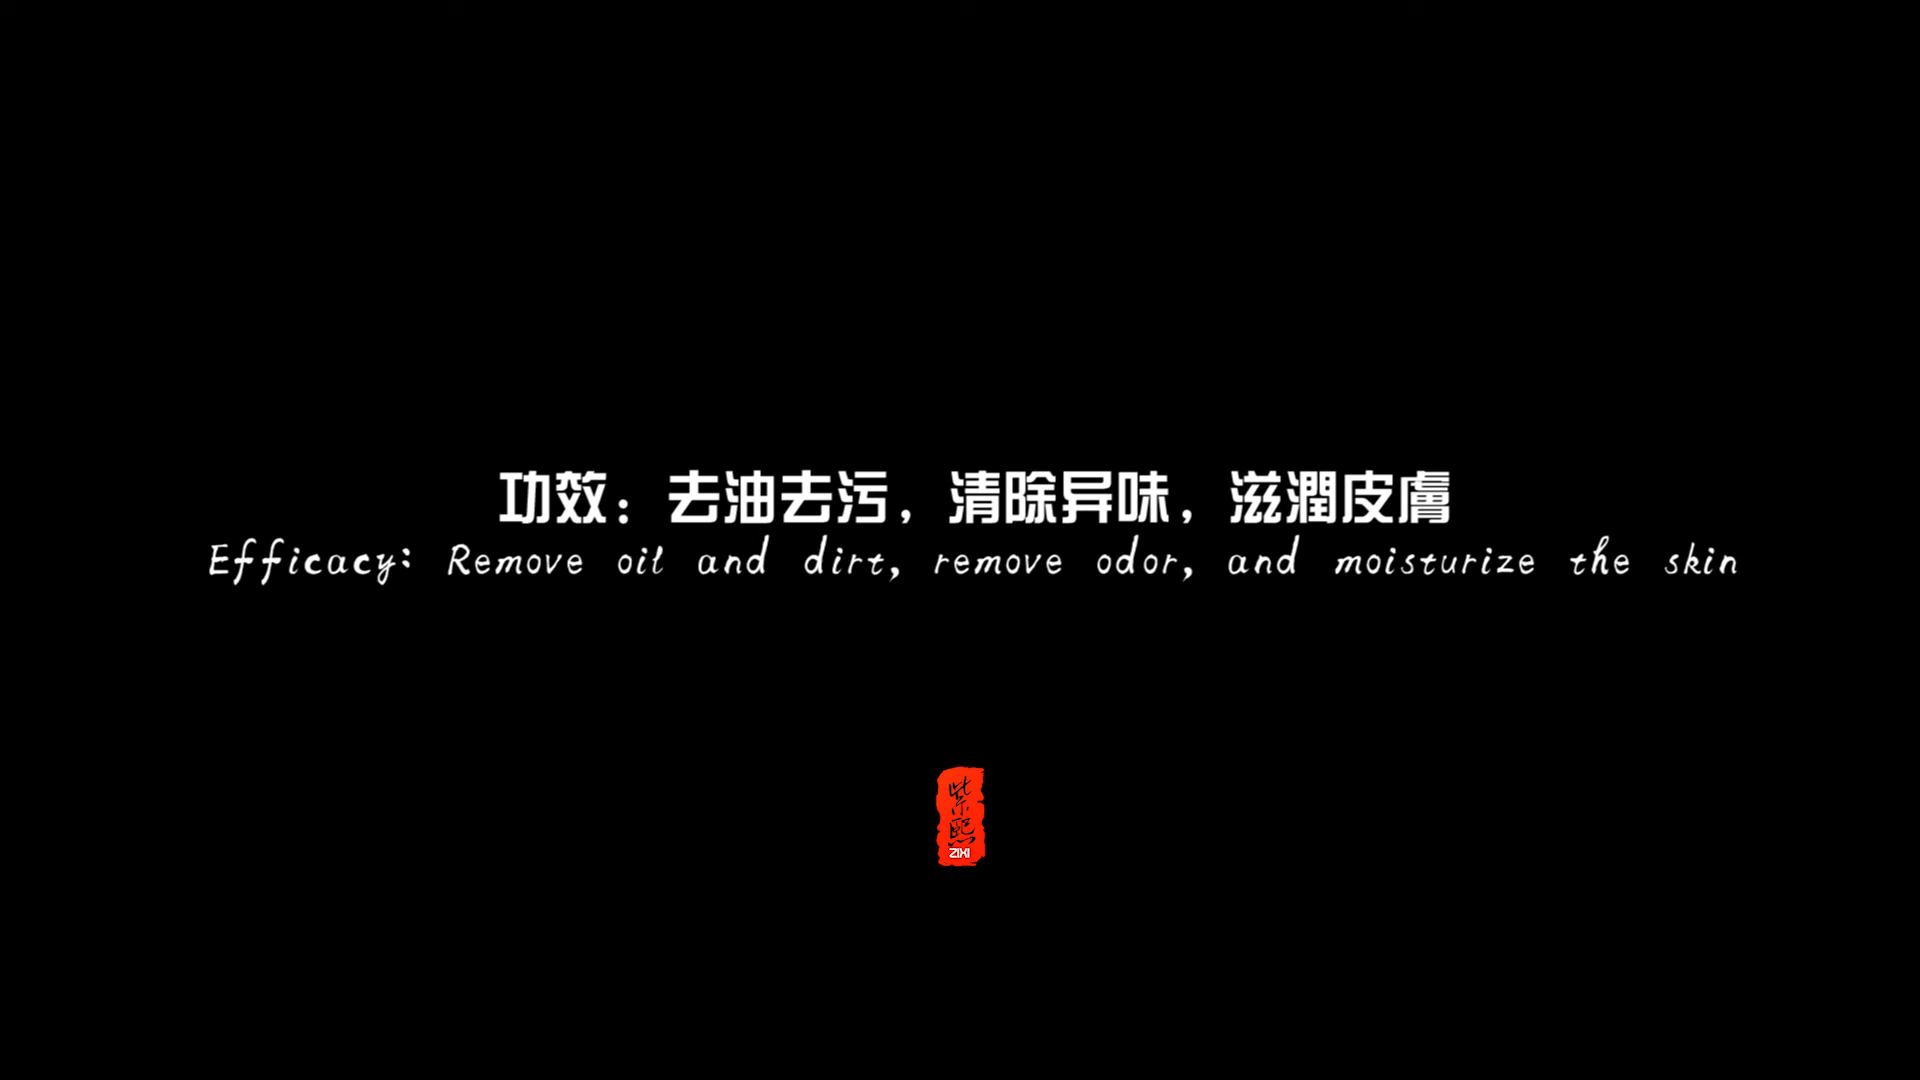 功效：去油去污，清除异味，滋潤皮膚
Efficacy: Remove oil and dirt, remove odor, and moisturize the skin
紫熙
ZIXI